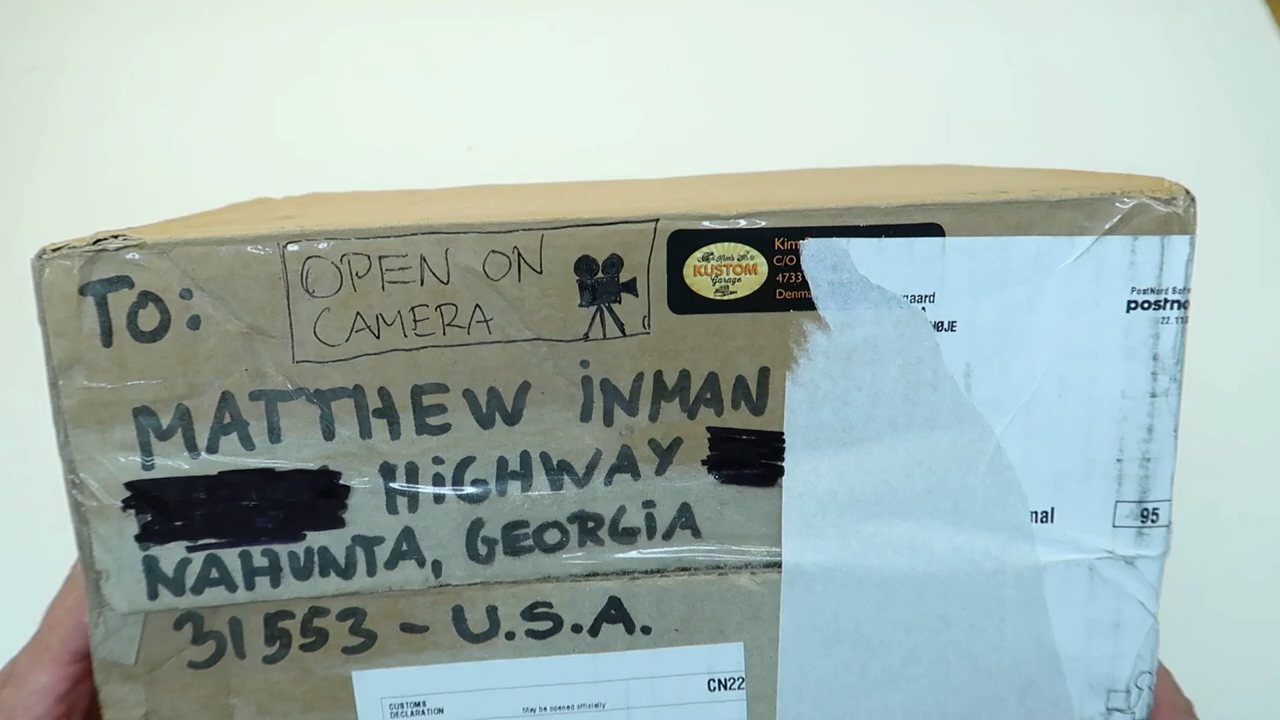 TO:
OPEN ON
CAMERA
MATTHEW INMAN
HIGHWAY
NAHUNTA, GEORGIA
31553 - U.S.A.
KUSTOM
Garage
Kim
C/O
4733
Denma
gaard
HØJE
PostNord
postno
nal
95
CN22
CUSTOMS
DECLARATION
May be opened officially